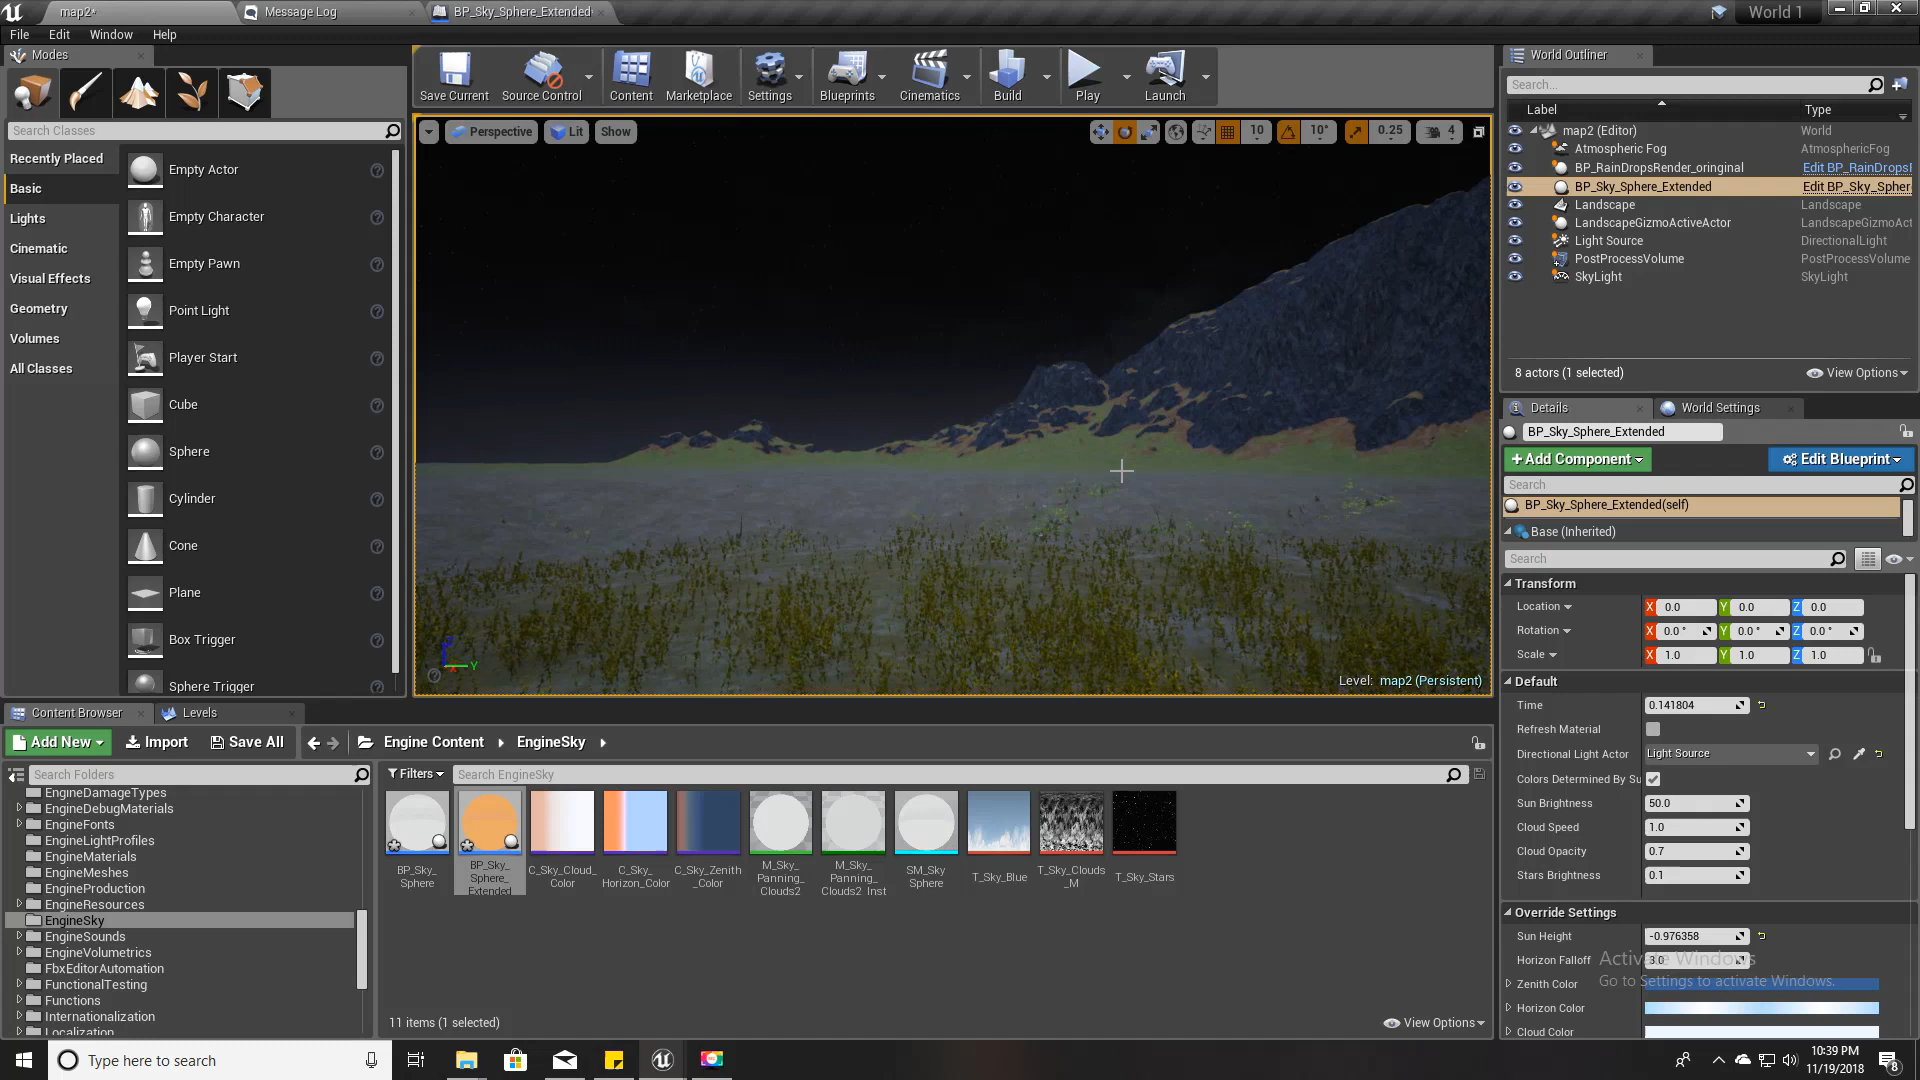 map2*
Message Log
BP_Sky_Sphere_Extended
World 1
File
Edit
Window
Help
Modes
Search Classes
Recently Placed
Basic
Lights
Cinematic
Visual Effects
Geometry
Volumes
All Classes
Empty Actor
Empty Character
Empty Pawn
Point Light
Player Start
Cube
Sphere
Cylinder
Cone
Plane
Box Trigger
Sphere Trigger
Save Current
Source Control
Content
Marketplace
Settings
Blueprints
Cinematics
Build
Play
Launch
Perspective
Lit
Show
10
10°
0.25
4
Y
Level: map2 (Persistent)
World Outliner
Search...
Label
Type
map2 (Editor)
World
Atmospheric Fog
AtmosphericFog
BP_RainDropsRender_oringinal
Edit BP_RainDropsI
BP_Sky_Sphere_Extended
Edit BP_Sky_Spher
Landscape
Landscape
LandscapeGizmoActiveActor
LandscapeGizmoAct
Light Source
DirectionalLight
PostProcessVolume
PostProcessVolume
SkyLight
SkyLight
8 actors (1 selected)
View Options
Details
World Settings
BP_Sky_Sphere_Extended
+Add Component
Edit Blueprint
Search
BP_Sky_Sphere_Extended(self)
Base (Inherited)
Search
Transform
Location
X 0.0 Y 0.0 Z 0.0
Rotation
X 0.0 ° Y 0.0 ° Z 0.0 °
Scale
X 1.0 Y 1.0 Z 1.0
Default
Time
0.141804
Refresh Material
Directional Light Actor
Light Source
Colors Determined By Su
Sun Brightness
50.0
Cloud Speed
1.0
Cloud Opacity
0.7
Stars Brightness
0.1
Override Settings
Sun Height
-0.976358
Horizon Falloff
3.0
Zenith Color
Horizon Color
Cloud Color
Activate Windows
Go to Settings to activate Windows.
Content Browser
Levels
Add New
Import
Save All
Engine Content
EngineSky
Search Folders
EngineDamageTypes
EngineDebugMaterials
EngineFonts
EngineLightProfiles
EngineMaterials
EngineMeshes
EngineProduction
EngineResources
EngineSky
EngineSounds
EngineVolumetrics
FbxEditorAutomation
FunctionalTesting
Functions
Internationalization
Localization
Filters
Search EngineSky
BP_Sky_
Sphere
BP_Sky_
Sphere_
Extended
C_Sky_Cloud_
Color
C_Sky_
Horizon_Color
C_Sky_Zenith
_Color
M_Sky_
Panning_
Clouds2
M_Sky_
Panning_
Clouds2_Inst
SM_Sky
Sphere
T_Sky_Blue
T_Sky_Clouds
_M
T_Sky_Stars
11 items (1 selected)
View Options
Type here to search
10:39 PM
11/19/2018
8